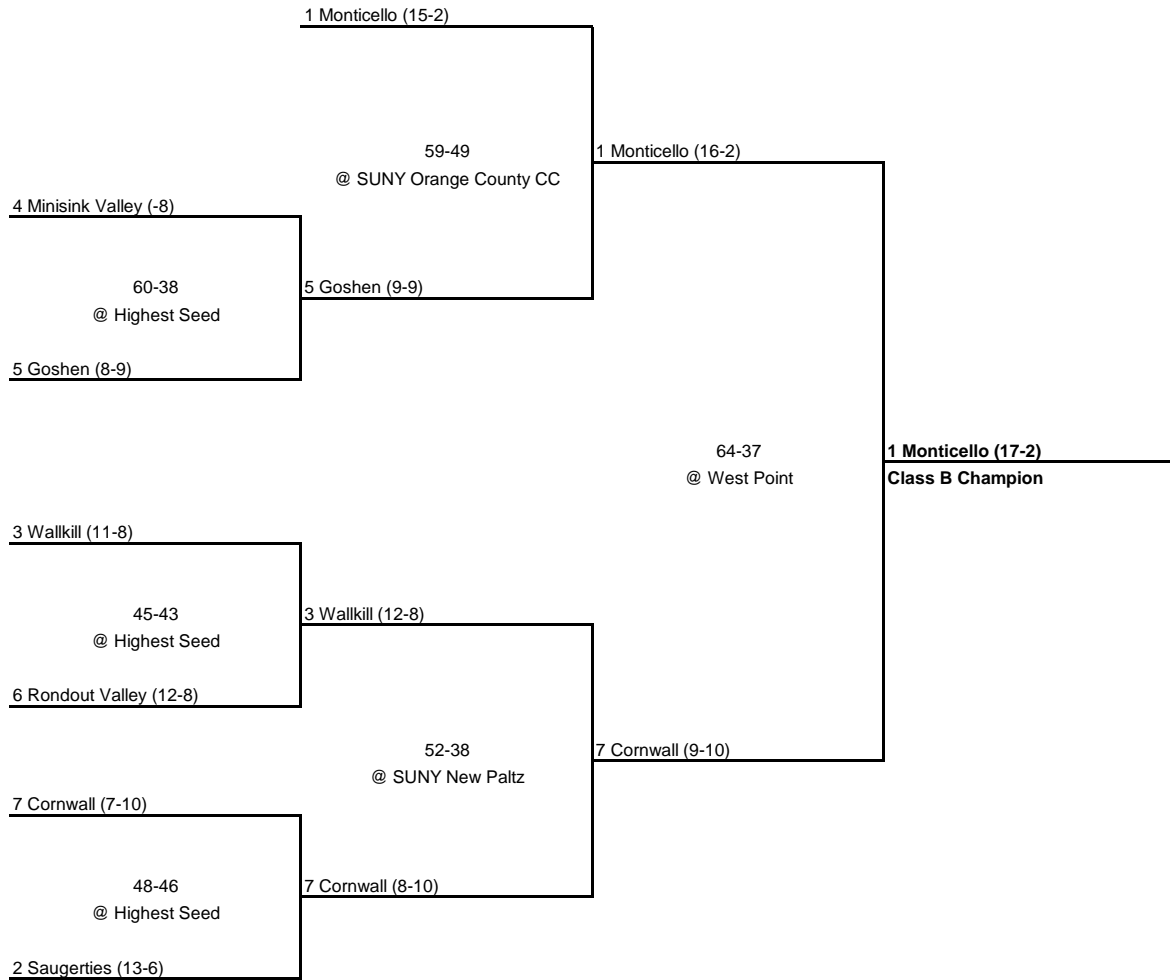 1 Monticello (15-2)
59-49
@ SUNY Orange County CC
1 Monticello (16-2)
4 Minisink Valley (-8)
60-38
@ Highest Seed
5 Goshen (9-9)
5 Goshen (8-9)
64-37
@ West Point
1 Monticello (17-2)
Class B Champion
3 Wallkill (11-8)
45-43
@ Highest Seed
3 Wallkill (12-8)
6 Rondout Valley (12-8)
52-38
@ SUNY New Paltz
7 Cornwall (9-10)
7 Cornwall (7-10)
48-46
@ Highest Seed
7 Cornwall (8-10)
2 Saugerties (13-6)